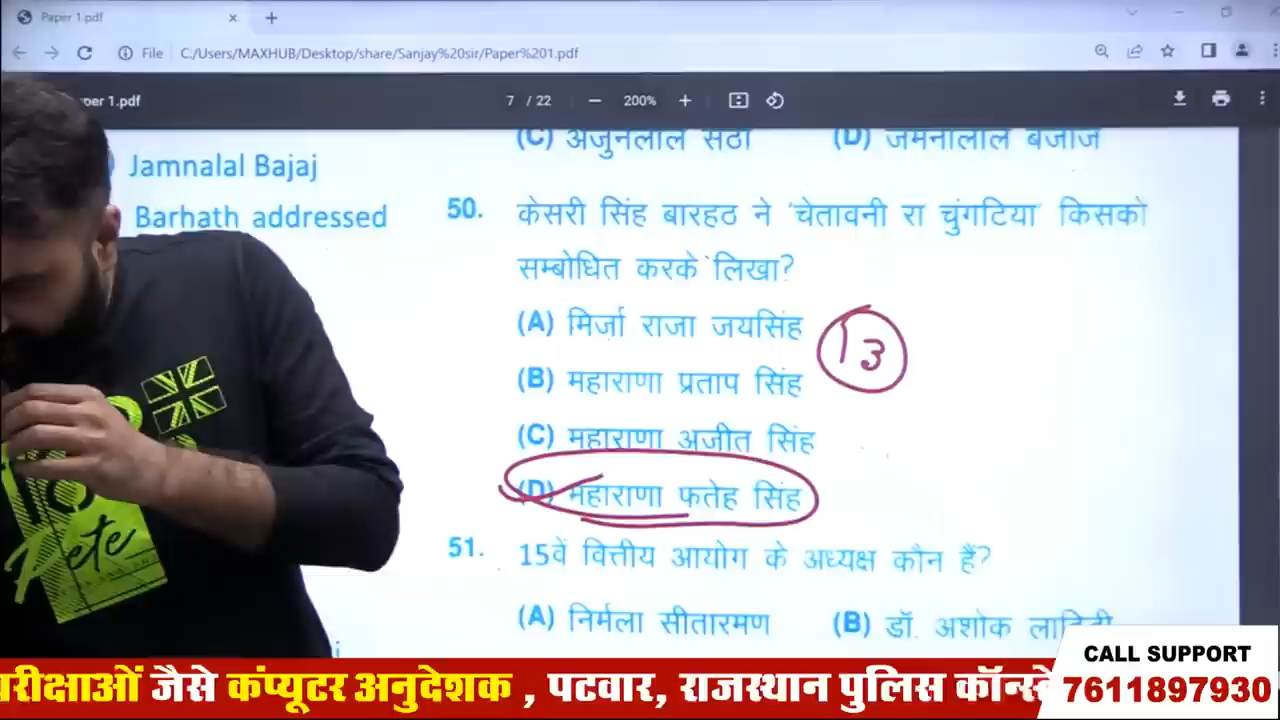 Paper 1.pdf
File C:/Users/MAXHUB/Desktop/share/Sanjay%20sir/Paper%201.pdf
per 1.pdf 7 / 22 200%
(C) अर्जुनलाल सेठी (D) जमनालाल बजाज
Jamnalal Bajaj
Barhath addressed
50. केसरी सिंह बारहठ ने 'चेतावनी रा चुंगटिया' किसको
सम्बोधित करके लिखा?
(A) मिर्जा राजा जयसिंह
13
(B) महाराणा प्रताप सिंह
(C) महाराणा अजीत सिंह
(D) महाराणा फतेह सिंह
51. 15वें वित्तीय आयोग के अध्यक्ष कौन हैं?
(A) निर्मला सीतारमण (B) डॉ. अशोक लाहिड़ी
Pete
परीक्षाओं जैसे कंप्यूटर अनुदेशक , पटवार, राजस्थान पुलिस कॉन्स्टे
CALL SUPPORT
7611897930